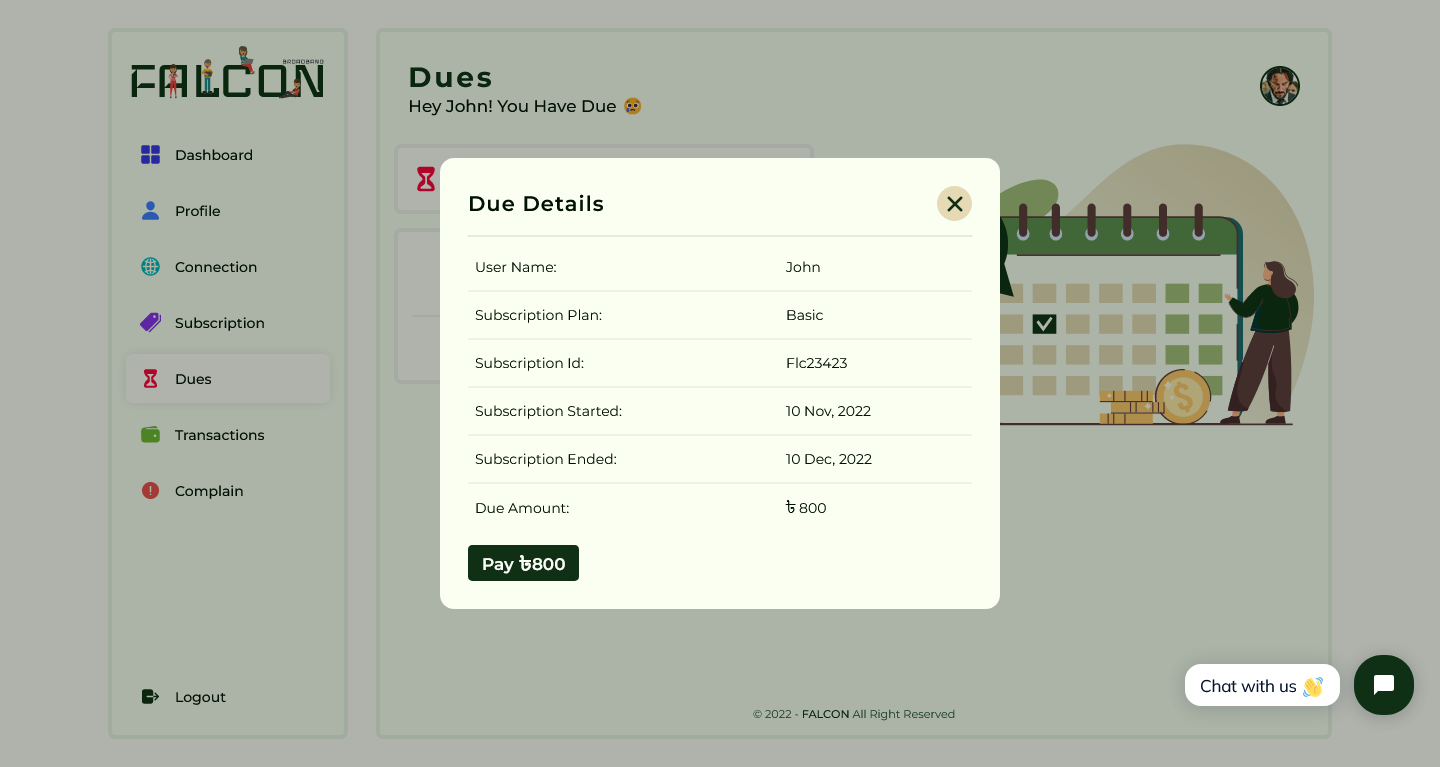 FALCON
BROADBAND
Dashboard
Profile
Connection
Subscription
Dues
Transactions
Complain
Logout
Dues
Hey John! You Have Due 😢
Due Details
User Name: John
Subscription Plan: Basic
Subscription Id: Flc23423
Subscription Started: 10 Nov, 2022
Subscription Ended: 10 Dec, 2022
Due Amount: ৳ 800
Pay ৳800
$
Chat with us 👋
© 2022 - FALCON All Right Reserved